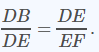 DB/DE = DE/EF.